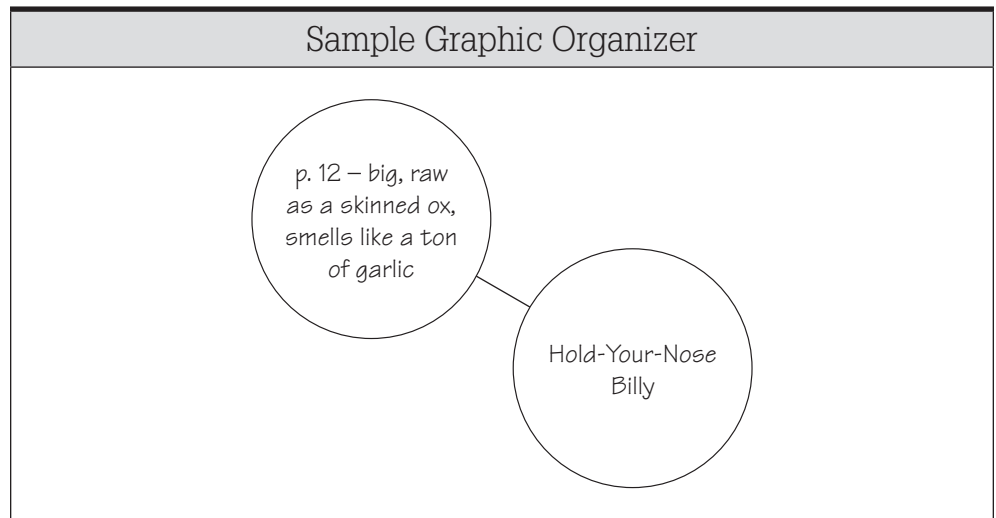 Sample Graphic Organizer
p. 12 – big, raw
as a skinned ox,
smells like a ton
of garlic
Hold-Your-Nose
Billy